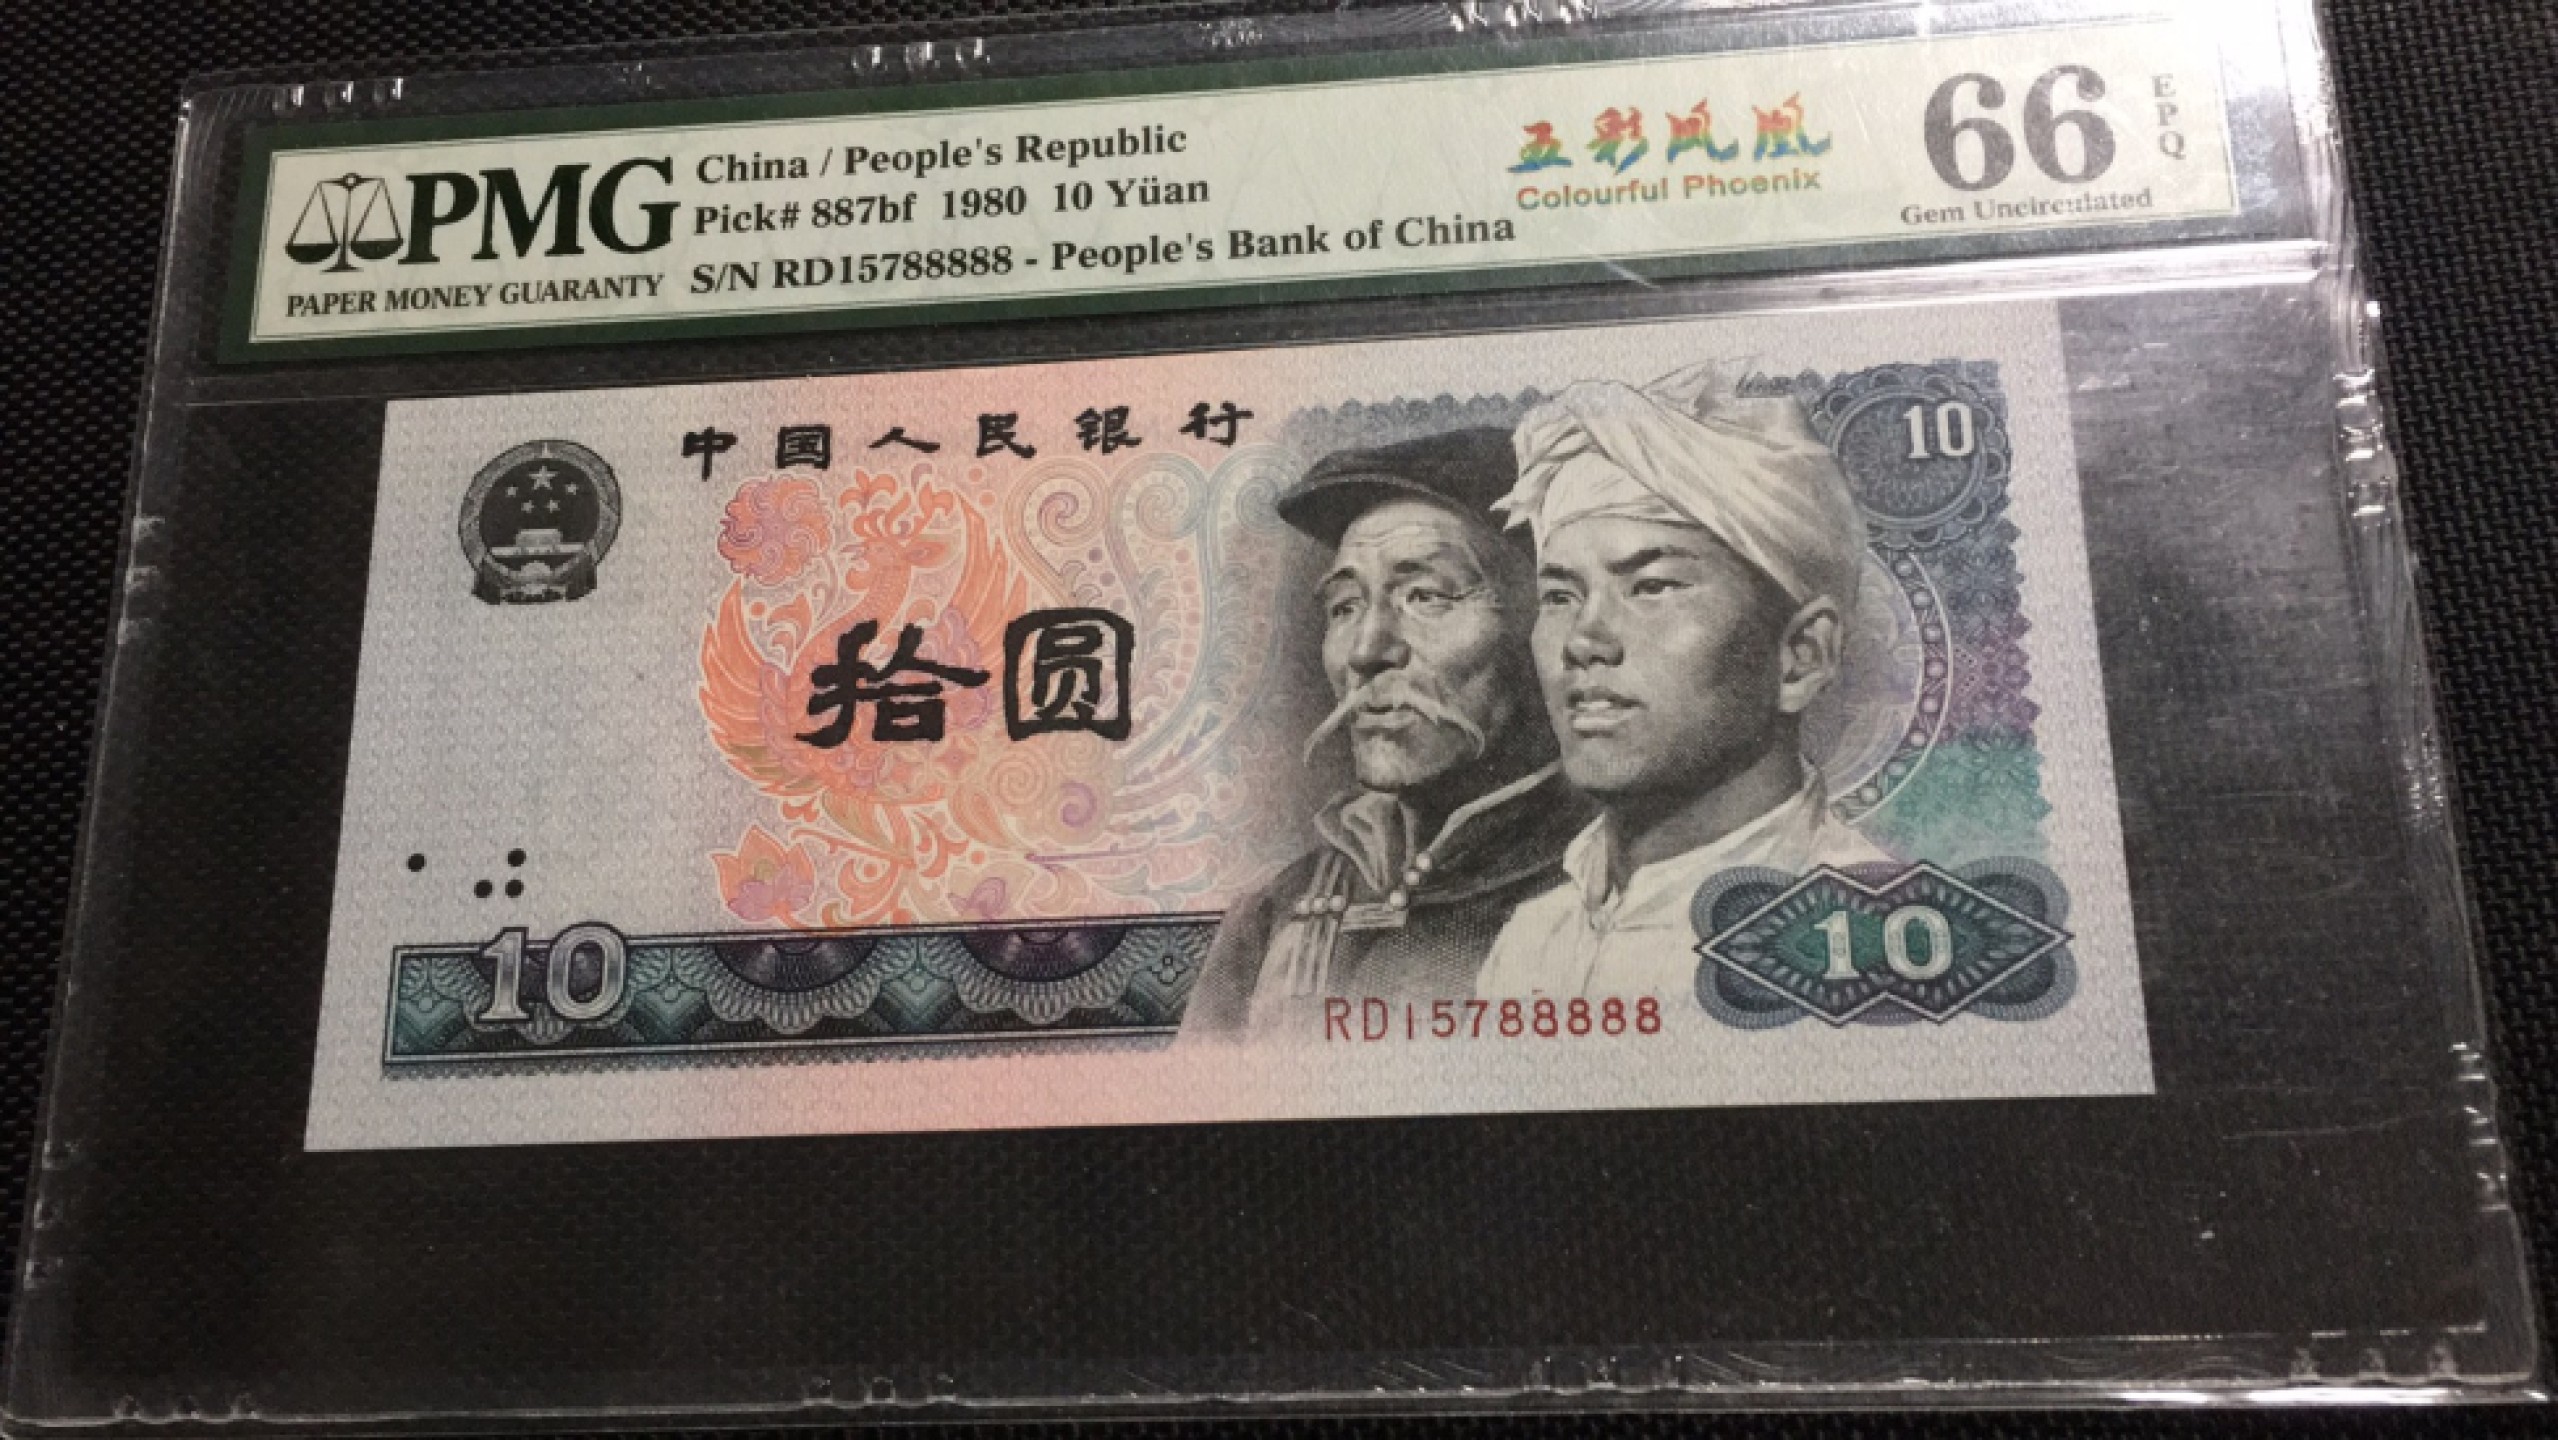 PMG
PAPER MONEY GUARANTY
China / People's Republic
Pick# 887bf 1980 10 Yüan
S/N RD15788888 - People's Bank of China
五彩凤凰
Colourful Phoenix
66 EPQ
Gem Uncirculated
中国人民银行
10
拾圆
10
10
RD15788888